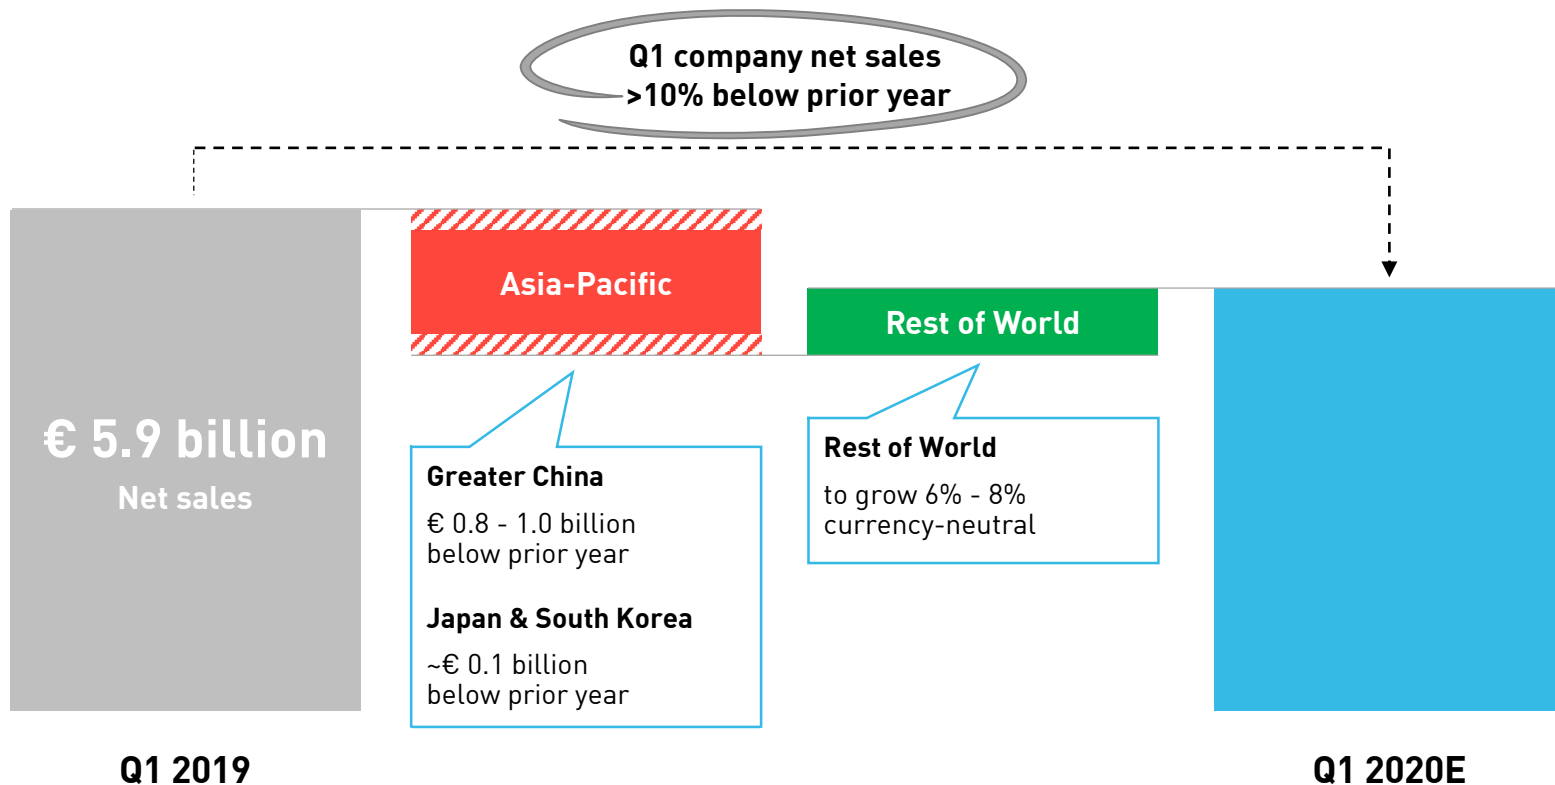 Q1 company net sales
>10% below prior year
Asia-Pacific
Rest of World
€ 5.9 billion
Net sales
Greater China
€ 0.8 - 1.0 billion
below prior year
Japan & South Korea
~€ 0.1 billion
below prior year
Rest of World
to grow 6% - 8%
currency-neutral
Q1 2019
Q1 2020E